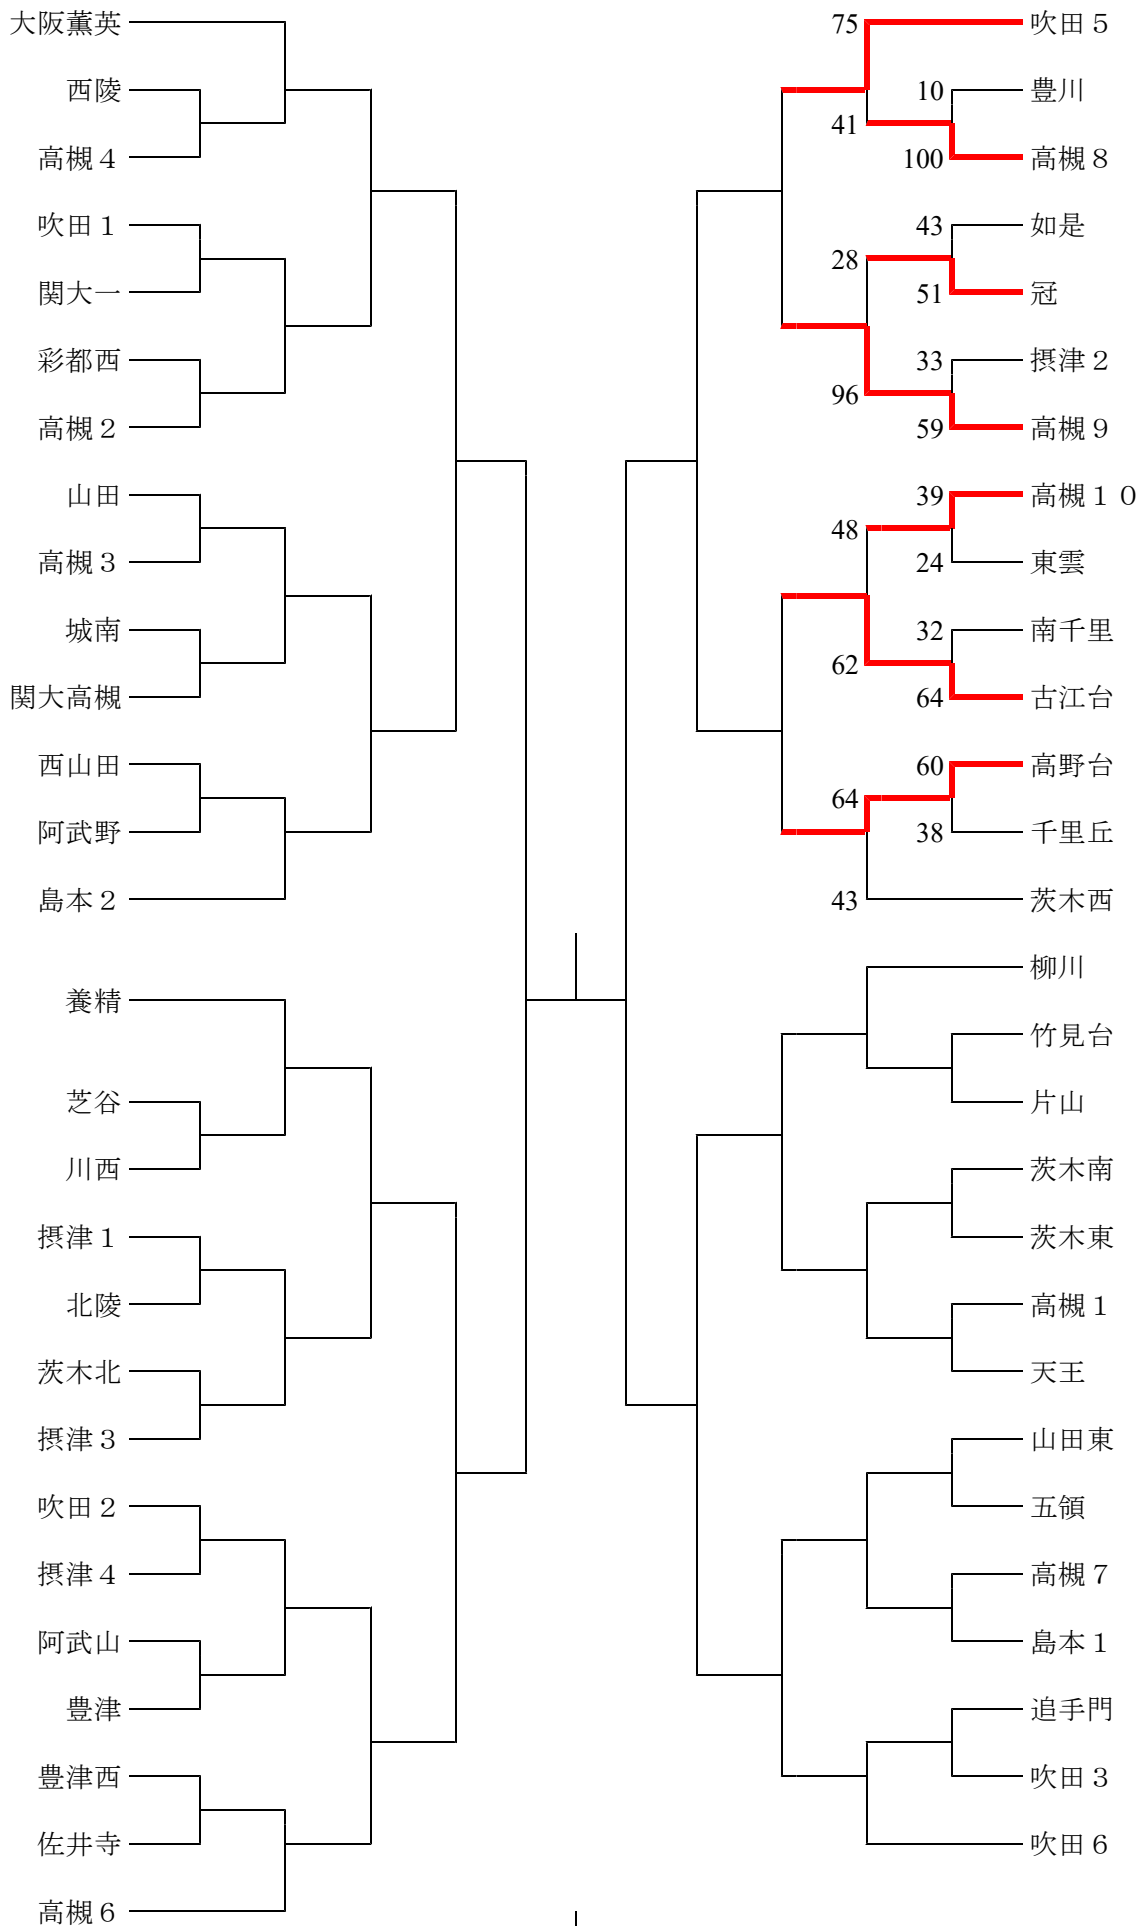 大阪薫英
西陵
高槻４
吹田１
関大一
彩都西
高槻２
山田
高槻３
城南
関大高槻
西山田
阿武野
島本２
養精
芝谷
川西
摂津１
北陵
茨木北
摂津３
吹田２
摂津４
阿武山
豊津
豊津西
佐井寺
高槻６
75 吹田５
10 豊川
41
100 高槻８
43 如是
28
51 冠
33 摂津２
96
59 高槻９
39 高槻１０
48
24 東雲
32 南千里
62
64 古江台
60 高野台
64
38 千里丘
43 茨木西
柳川
竹見台
片山
茨木南
茨木東
高槻１
天王
山田東
五領
高槻７
島本１
追手門
吹田３
吹田６